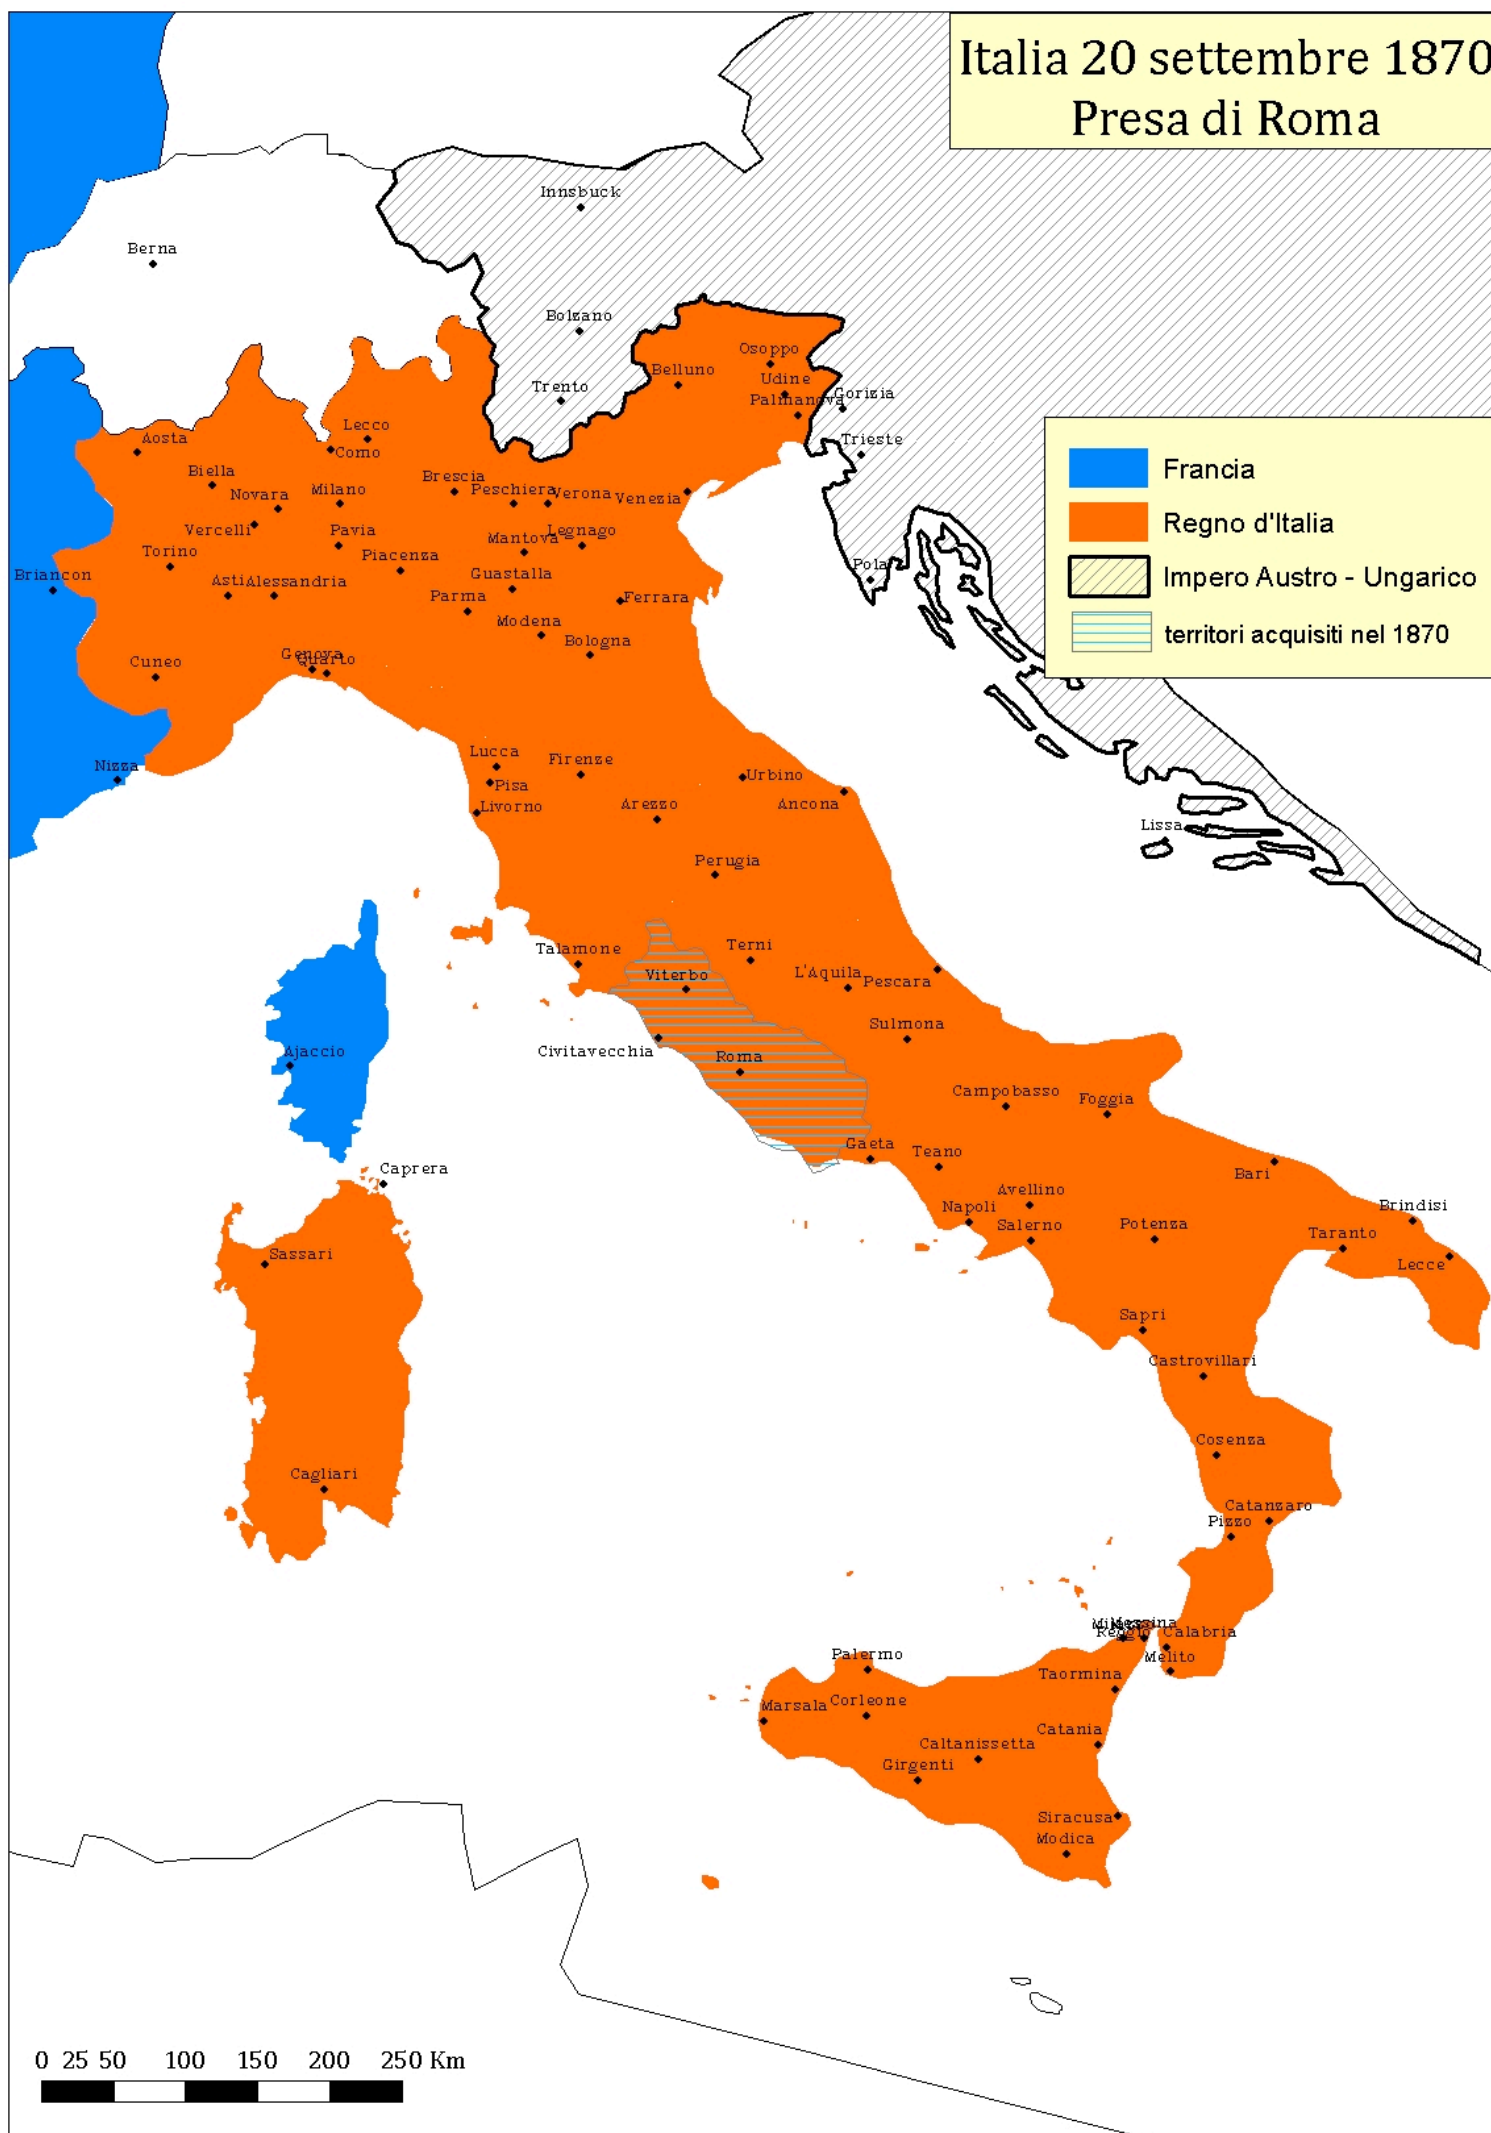 Italia 20 settembre 1870
Presa di Roma
Innsbuck
Berna
Bolzano
Osoppo
Belluno
Udine
Trento
Palmanova
Gorizia
Lecco
Aosta
Trieste
Como
Francia
Biella
Brescia
Novara
Milano
Peschiera
Verona
Venezia
Regno d'Italia
Vercelli
Pavia
Legnago
Mantova
Torino
Piacenza
Pola
Impero Austro - Ungarico
Briancon
Asti
Alessandria
Guastalla
Parma
Ferrara
Modena
territori acquisiti nel 1870
Bologna
Genova
Quarto
Cuneo
Lucca
Firenze
Nizza
Urbino
Pisa
Livorno
Arezzo
Ancona
Lissa
Perugia
Talamone
Terni
L'Aquila
Viterbo
Pescara
Sulmona
Ajaccio
Civitavecchia
Roma
Campobasso
Foggia
Gaeta
Teano
Caprera
Bari
Avellino
Napoli
Brindisi
Salerno
Potenza
Taranto
Sassari
Lecce
Sapri
Castrovillari
Cosenza
Cagliari
Catanzaro
Pizzo
Messina
Reggio
Calabria
Palermo
Melito
Taormina
Marsala
Corleone
Catania
Caltanissetta
Girgenti
Siracusa
Modica
0 25 50 100 150 200 250 Km